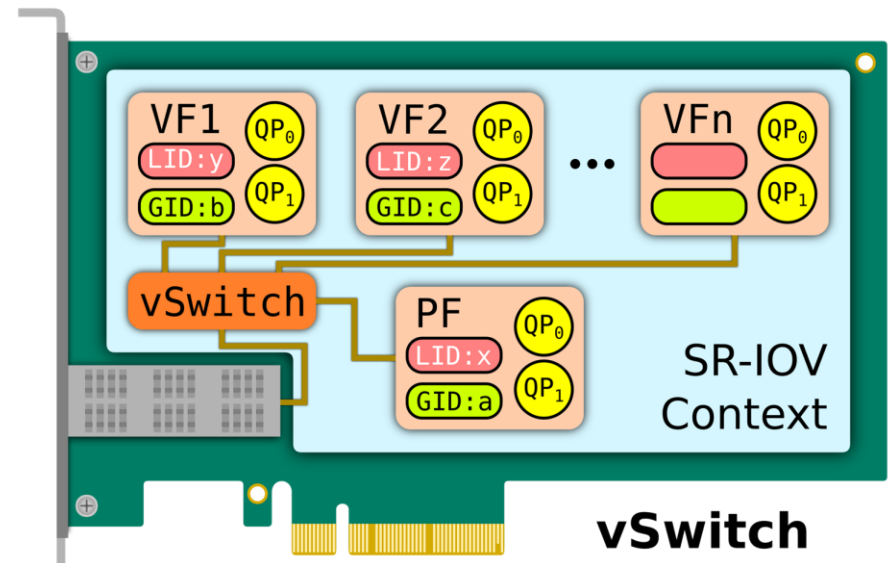 VF1
QP₀
LID:y
QP₁
GID:b
VF2
QP₀
LID:z
QP₁
GID:c
...
VFn
QP₀
QP₁
vSwitch
PF
QP₀
LID:x
QP₁
GID:a
SR-IOV
Context
vSwitch